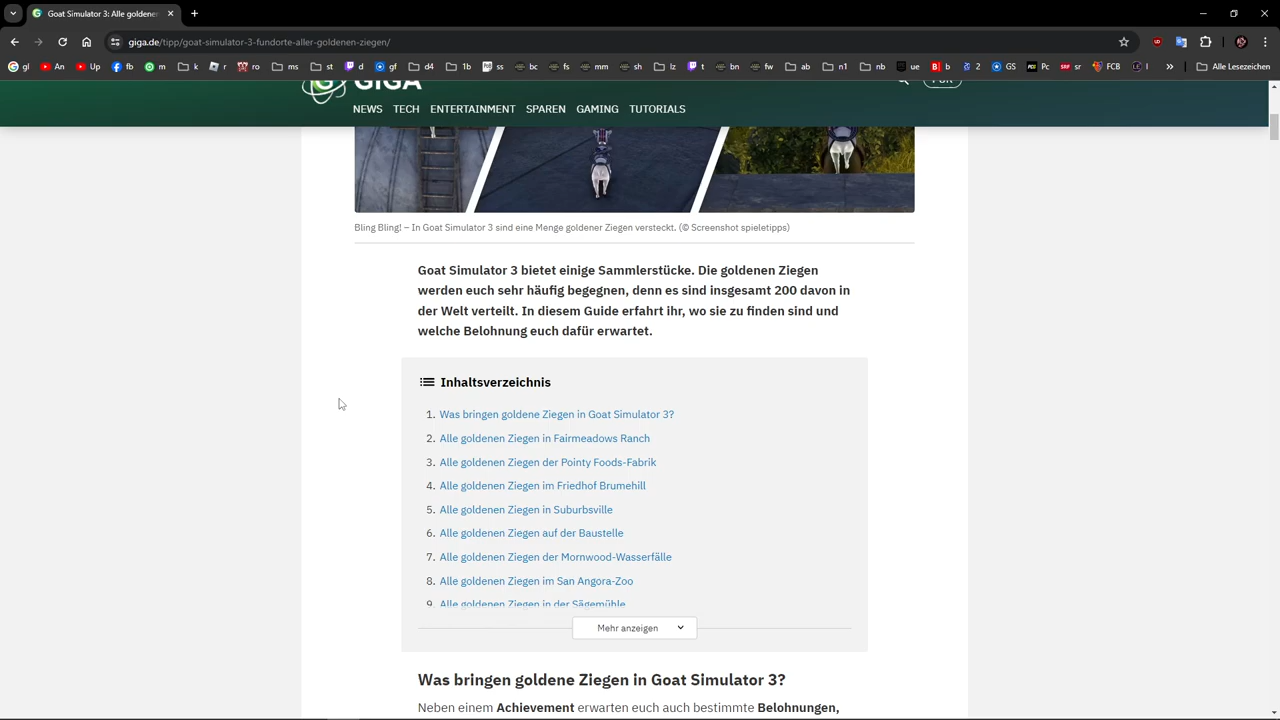 Goat Simulator 3: Alle goldenen
giga.de/tipp/goat-simulator-3-fundorte-aller-goldenen-ziegen/
gl An Up fb m k r ro ms st d gf d4 1b ss bc fs mm sh lz t bn fw ab n1 nb ue b 2 GS Pc sr FCB l » Alle Lesezeichen
GIGA
NEWS TECH ENTERTAINMENT SPAREN GAMING TUTORIALS
Bling Bling! – In Goat Simulator 3 sind eine Menge goldener Ziegen versteckt. (© Screenshot spieletipps)
Goat Simulator 3 bietet einige Sammlerstücke. Die goldenen Ziegen
werden euch sehr häufig begegnen, denn es sind insgesamt 200 davon in
der Welt verteilt. In diesem Guide erfahrt ihr, wo sie zu finden sind und
welche Belohnung euch dafür erwartet.
Inhaltsverzeichnis
1. Was bringen goldene Ziegen in Goat Simulator 3?
2. Alle goldenen Ziegen in Fairmeadows Ranch
3. Alle goldenen Ziegen der Pointy Foods-Fabrik
4. Alle goldenen Ziegen im Friedhof Brumehill
5. Alle goldenen Ziegen in Suburbsville
6. Alle goldenen Ziegen auf der Baustelle
7. Alle goldenen Ziegen der Mornwood-Wasserfälle
8. Alle goldenen Ziegen im San Angora-Zoo
9. Alle goldenen Ziegen in der Sägemühle
Mehr anzeigen
Was bringen goldene Ziegen in Goat Simulator 3?
Neben einem Achievement erwarten euch auch bestimmte Belohnungen,